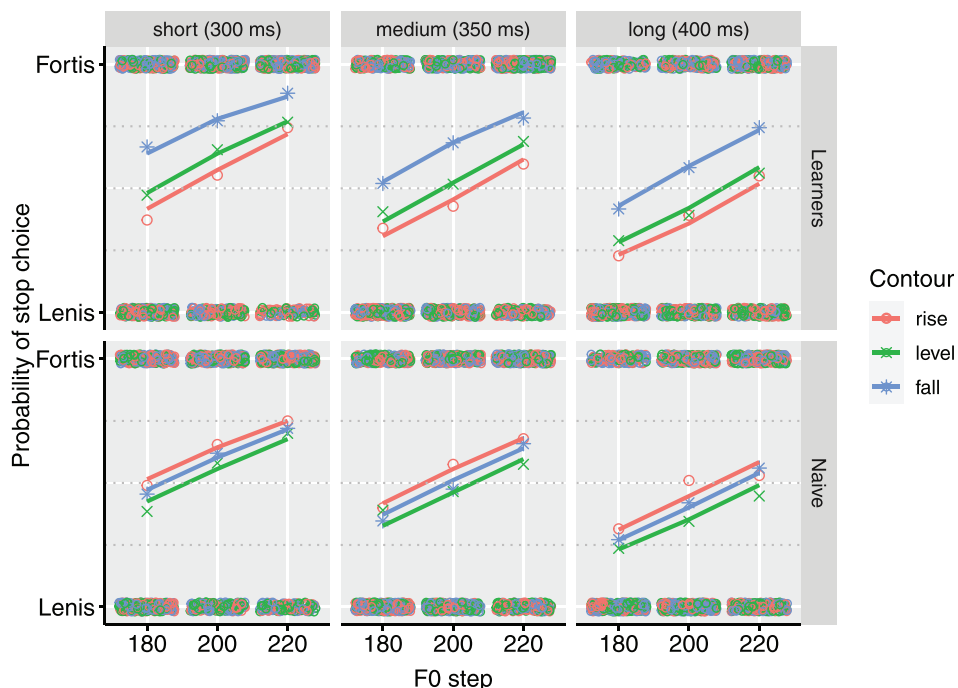 short (300 ms)
medium (350 ms)
long (400 ms)
Fortis
Lenis
Learners
Fortis
Lenis
Naive
Probability of stop choice
180 200 220
180 200 220
180 200 220
F0 step
Contour
rise
level
fall